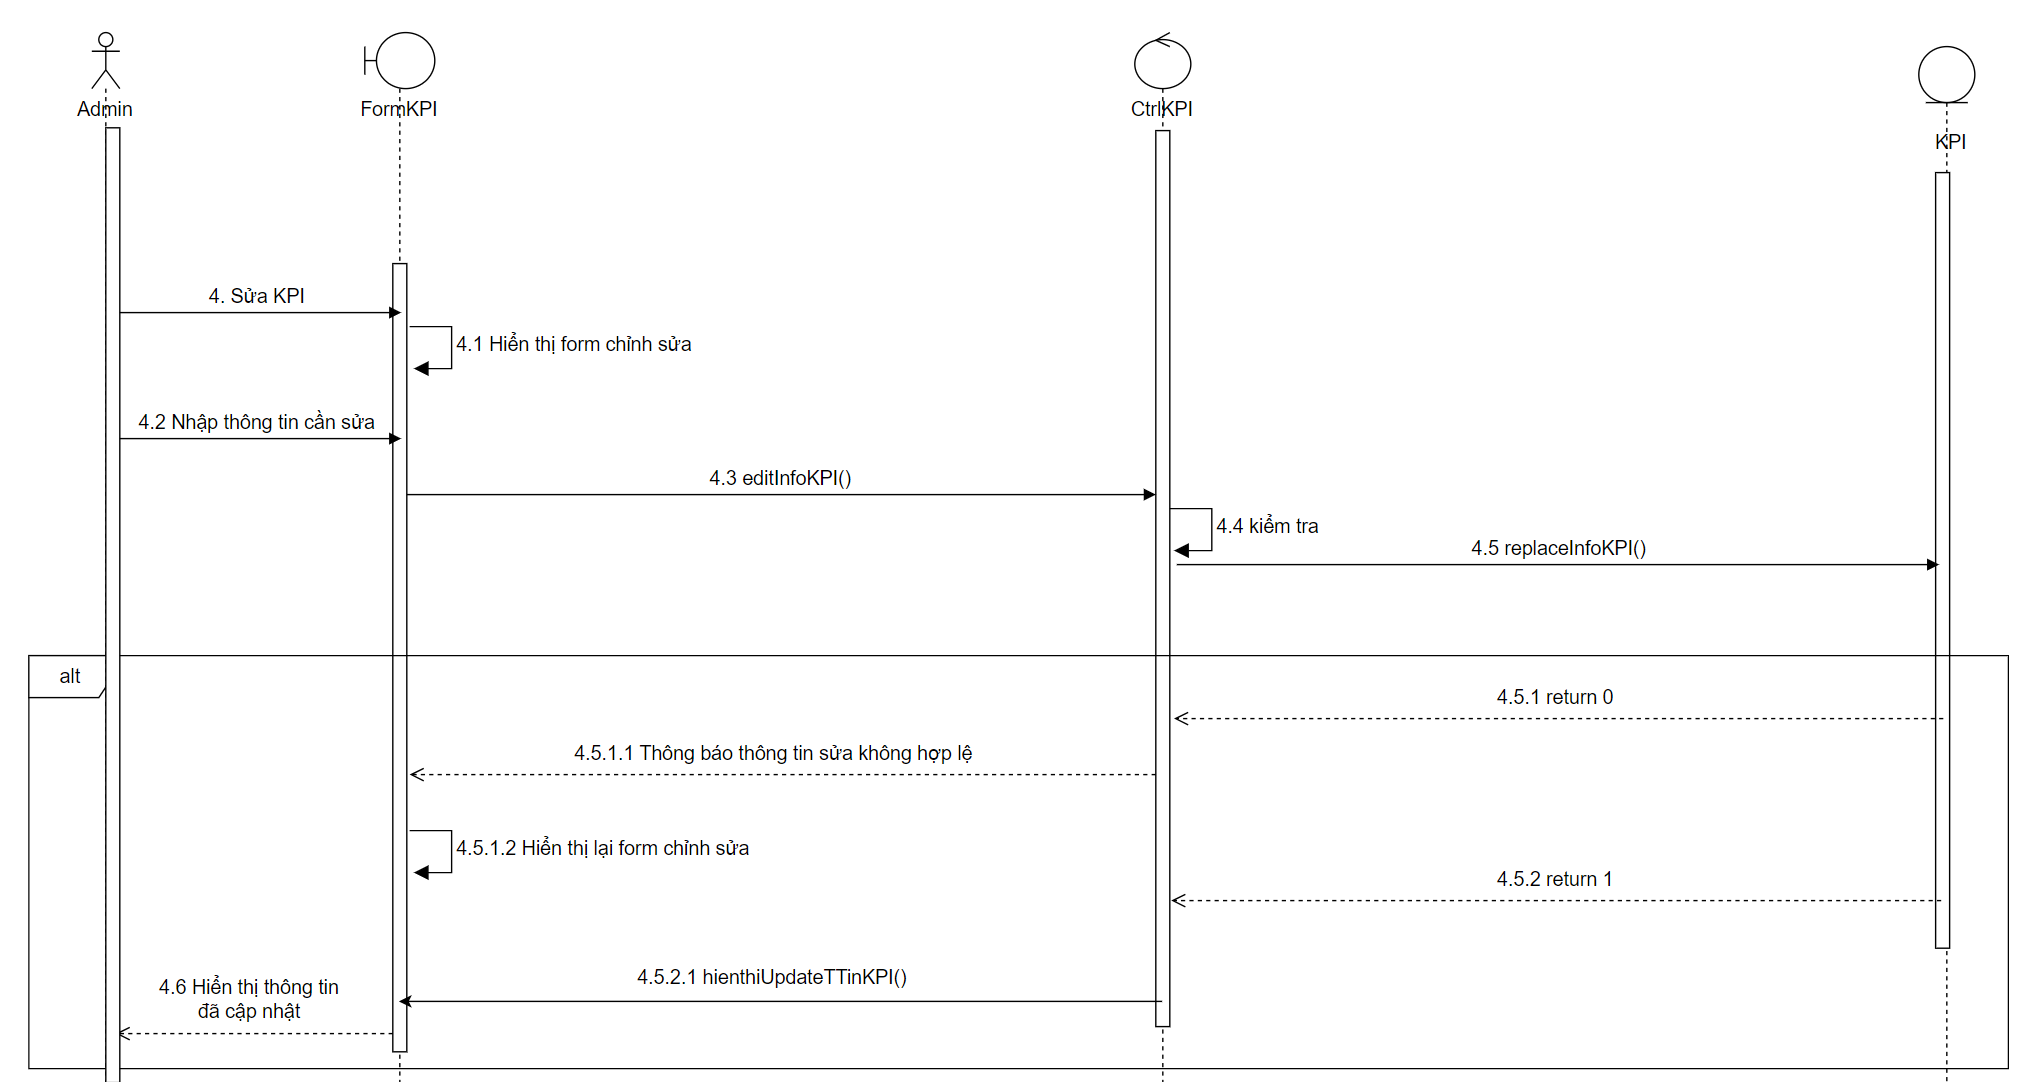 Admin
FormKPI
CtrlKPI
KPI
4. Sửa KPI
4.1 Hiển thị form chỉnh sửa
4.2 Nhập thông tin cần sửa
4.3 editInfoKPI()
4.4 kiểm tra
4.5 replaceInfoKPI()
alt
4.5.1 return 0
4.5.1.1 Thông báo thông tin sửa không hợp lệ
4.5.1.2 Hiển thị lại form chỉnh sửa
4.5.2 return 1
4.5.2.1 hienthiUpdateTTinKPI()
4.6 Hiển thị thông tin
đã cập nhật